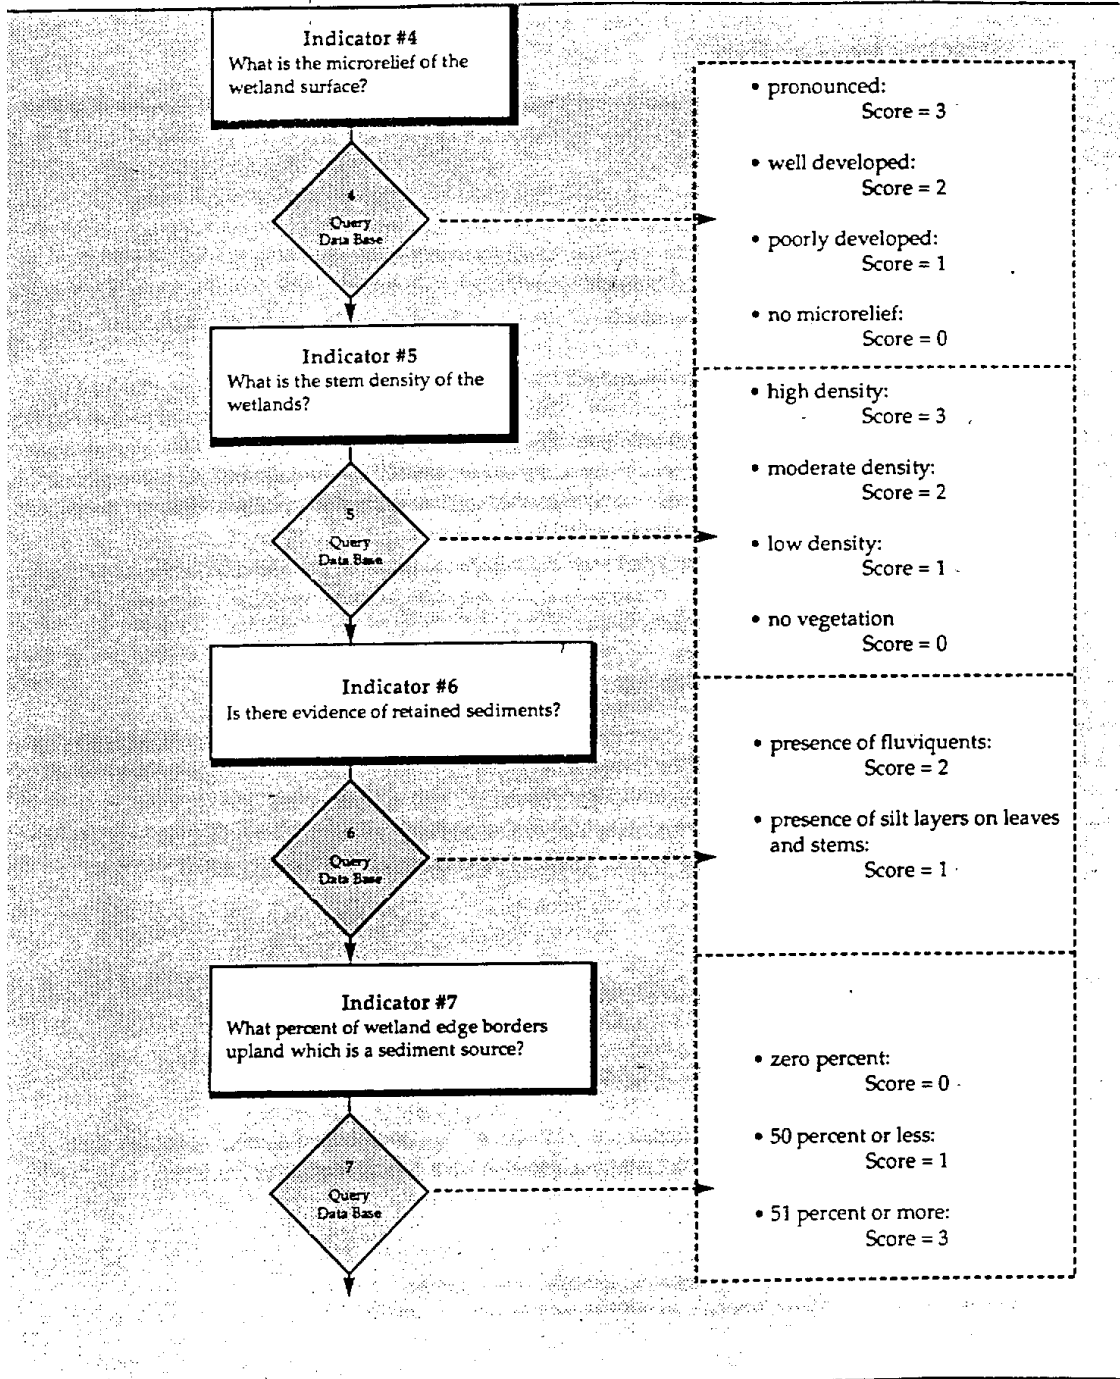 Indicator #4
What is the microrelief of the
wetland surface?
4
Query
Data Base
• pronounced:
Score = 3
• well developed:
Score = 2
• poorly developed:
Score = 1
• no microrelief:
Score = 0
Indicator #5
What is the stem density of the
wetlands?
5
Query
Data Base
• high density:
Score = 3
• moderate density:
Score = 2
• low density:
Score = 1
• no vegetation
Score = 0
Indicator #6
Is there evidence of retained sediments?
6
Query
Data Base
• presence of fluviquents:
Score = 2
• presence of silt layers on leaves
and stems:
Score = 1
Indicator #7
What percent of wetland edge borders
upland which is a sediment source?
7
Query
Data Base
• zero percent:
Score = 0
• 50 percent or less:
Score = 1
• 51 percent or more:
Score = 3